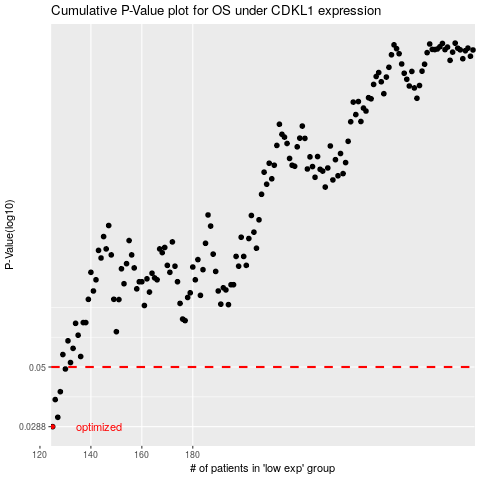 Cumulative P-Value plot for OS under CDKL1 expression
P-Value(log10)
0.05
0.0288
optimized
120 140 160 180
# of patients in 'low exp' group